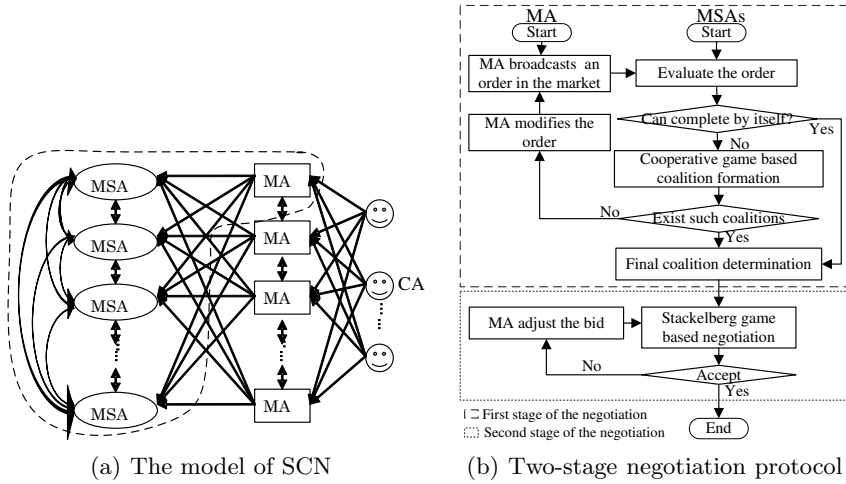 MSA
MSA
MSA
MSA
MA
MA
MA
MA
CA
(a) The model of SCN
MA
MSAs
Start
Start
MA broadcasts an
order in the market
Evaluate the order
Can complete by itself?
Yes
No
MA modifies the
order
Cooperative game based
coalition formation
No
Exist such coalitions
Yes
Final coalition determination
MA adjust the bid
Stackelberg game
based negotiation
No
Accept
Yes
First stage of the negotiation
Second stage of the negotiation
End
(b) Two-stage negotiation protocol